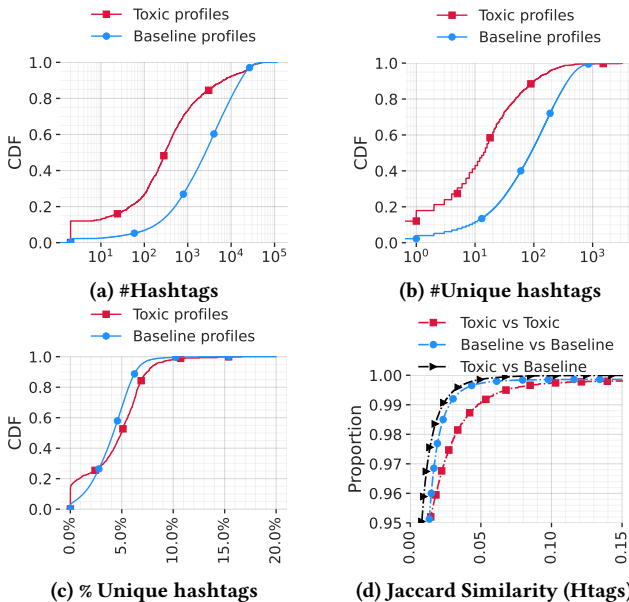 Toxic profiles
Baseline profiles
CDF
1.0
0.8
0.6
0.4
0.2
0.0
10¹ 10² 10³ 10⁴ 10⁵
(a) #Hashtags
Toxic profiles
Baseline profiles
CDF
1.0
0.8
0.6
0.4
0.2
0.0
10⁰ 10¹ 10² 10³
(b) #Unique hashtags
Toxic profiles
Baseline profiles
CDF
1.0
0.8
0.6
0.4
0.2
0.0
0.0% 5.0% 10.0% 15.0% 20.0%
(c) % Unique hashtags
Toxic vs Toxic
Baseline vs Baseline
Toxic vs Baseline
Proportion
1.00
0.99
0.98
0.97
0.96
0.95
0.00 0.05 0.10 0.15
(d) Jaccard Similarity (Htags)